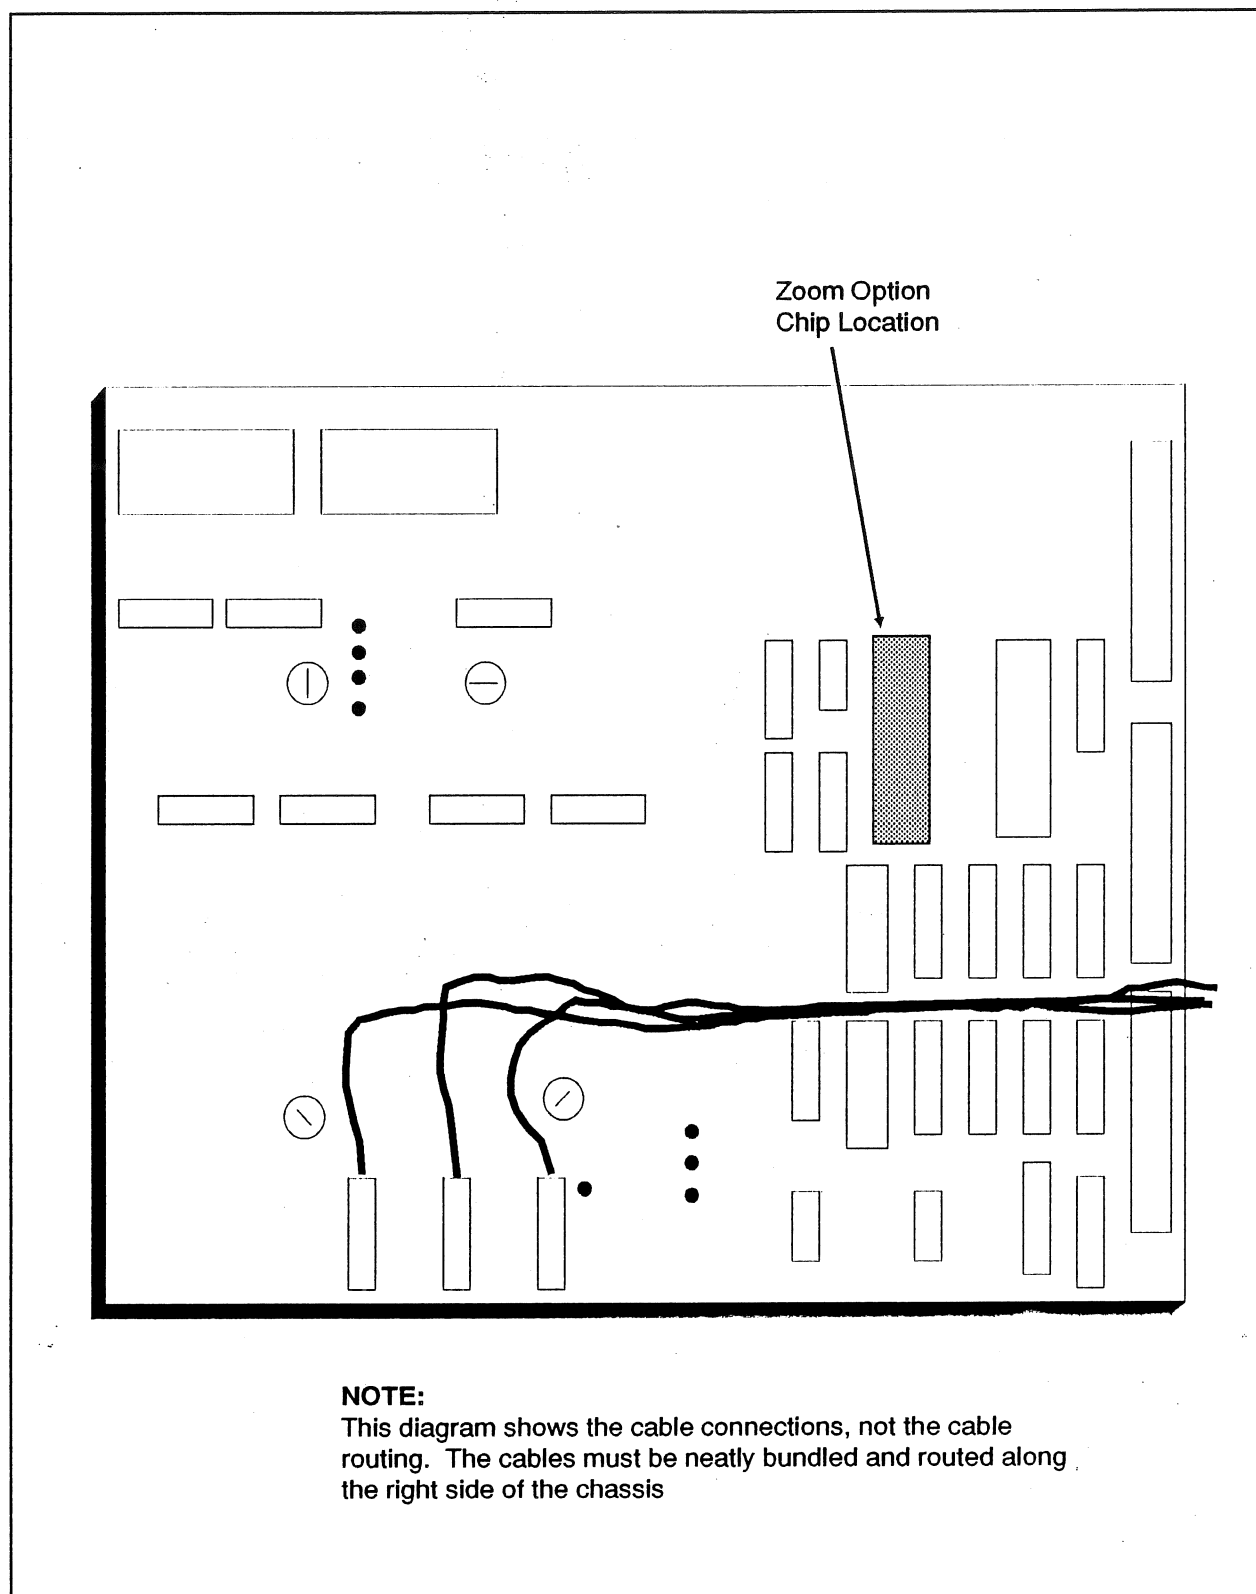 Zoom Option
Chip Location
NOTE:
This diagram shows the cable connections, not the cable
routing.  The cables must be neatly bundled and routed along
the right side of the chassis